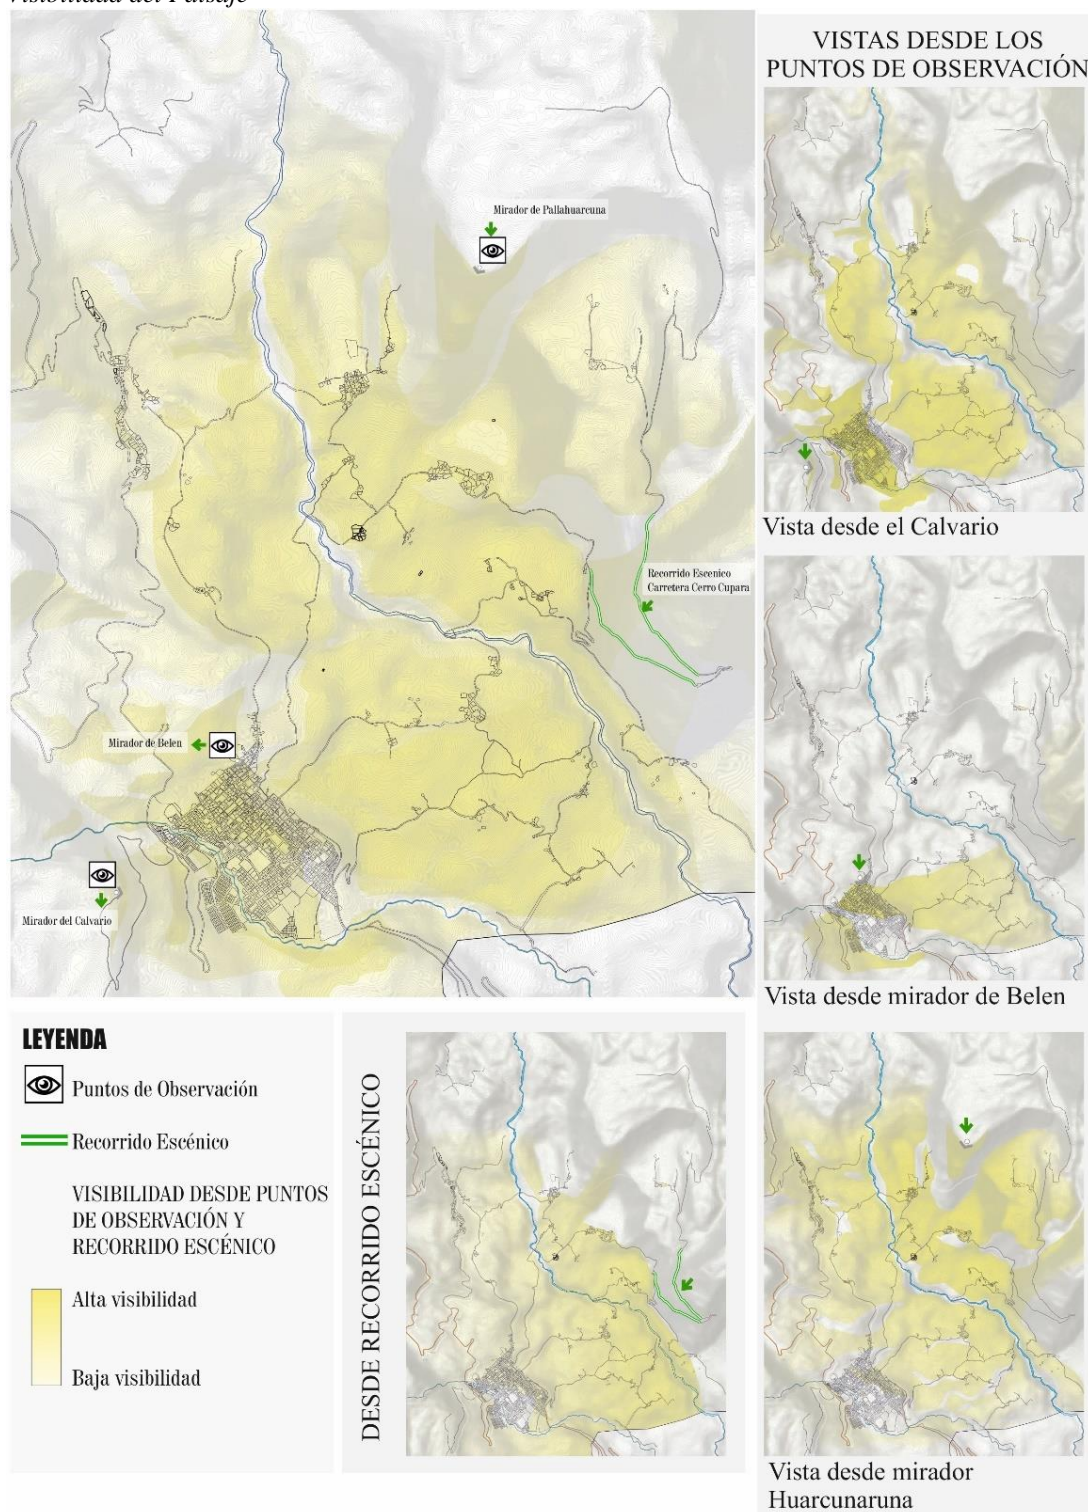 Visibilidad del Paisaje
Mirador de Pallahuarcuna
Recorrido Escenico
Carretera Cerro Cupara
Mirador de Belen
Mirador del Calvario
VISTAS DESDE LOS
PUNTOS DE OBSERVACIÓN
Vista desde el Calvario
Vista desde mirador de Belen
Vista desde mirador
Huarcunaruna
LEYENDA
Puntos de Observación
Recorrido Escénico
VISIBILIDAD DESDE PUNTOS
DE OBSERVACIÓN Y
RECORRIDO ESCÉNICO
Alta visibilidad
Baja visibilidad
DESDE RECORRIDO ESCÉNICO